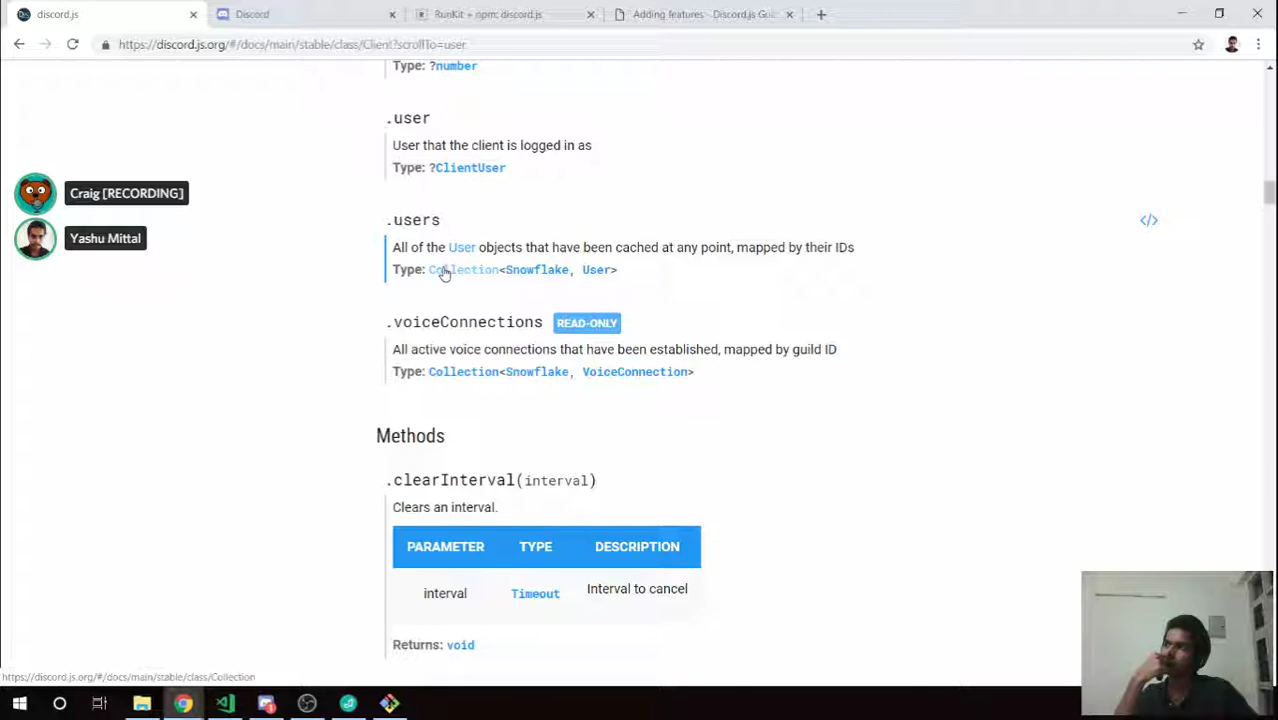 discord.js
Discord
RunKit + npm: discord.js
Adding features - Discord.js Gui
https://discord.js.org/#/docs/main/stable/class/Client?scrollTo=user
Type: ?number
.user
User that the client is logged in as
Type: ?ClientUser
Craig [RECORDING]
Yashu Mittal
.users
</>
All of the User objects that have been cached at any point, mapped by their IDs
Type: Collection<Snowflake, User>
.voiceConnections READ-ONLY
All active voice connections that have been established, mapped by guild ID
Type: Collection<Snowflake, VoiceConnection>
Methods
.clearInterval(interval)
Clears an interval.
PARAMETER TYPE DESCRIPTION
interval Timeout Interval to cancel
Returns: void
https://discord.js.org/#/docs/main/stable/class/Collection